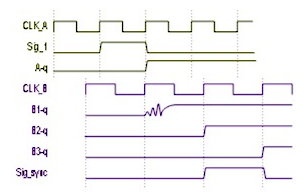 CLK_A
Sig_1
A-q
CLK_B
B1-q
B2-q
B3-q
Sig_sync